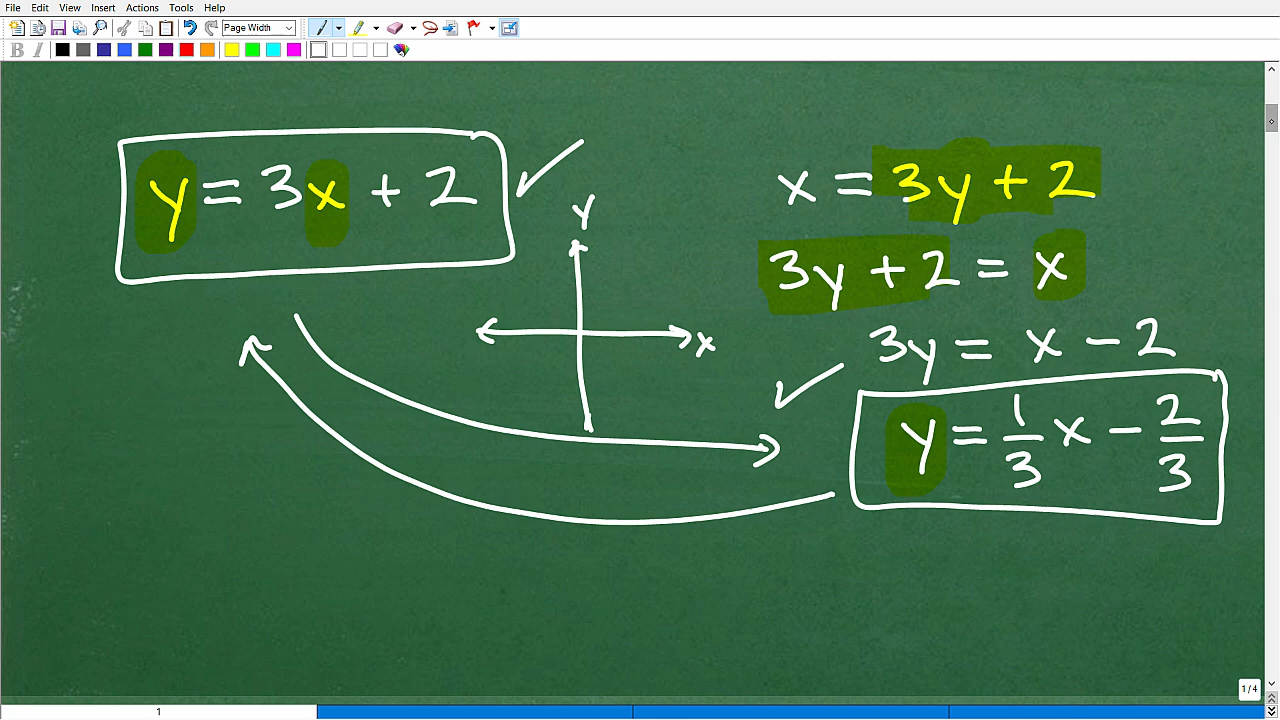 File Edit View Insert Actions Tools Help
Page Width
B I
y = 3x + 2
x = 3y + 2
3y + 2 = x
3y = x - 2
y = 1/3 x - 2/3
y
x
1/4
1